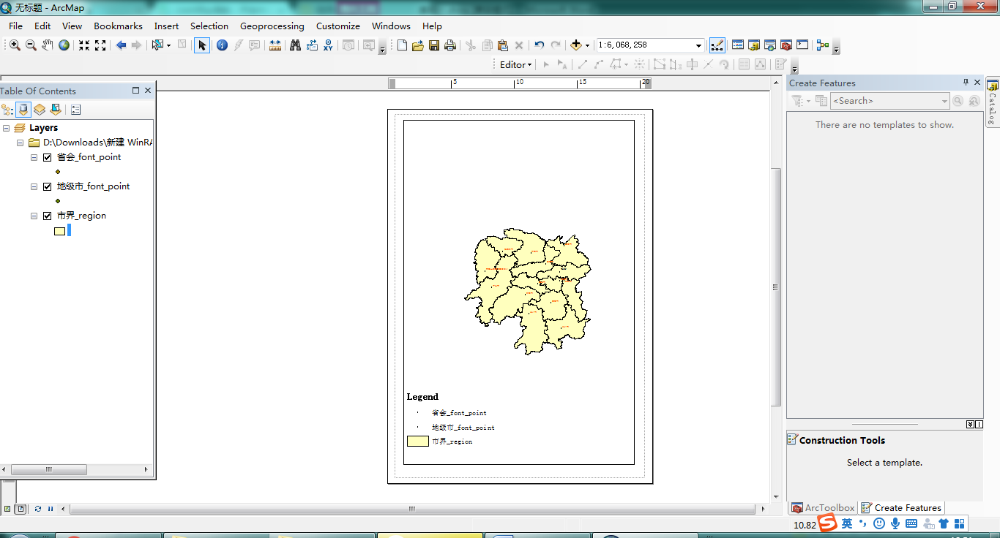 无标题 - ArcMap
File Edit View Bookmarks Insert Selection Geoprocessing Customize Windows Help
1:6,068,258
Editor
5 10 15 20
Table Of Contents
Layers
D:\Downloads\新建 WinRA
省会_font_point
地级市_font_point
市界_region
Legend
省会_font_point
地级市_font_point
市界_region
Create Features
<Search>
There are no templates to show.
Construction Tools
Select a template.
ArcToolbox Create Features
Catalog
10.82
英